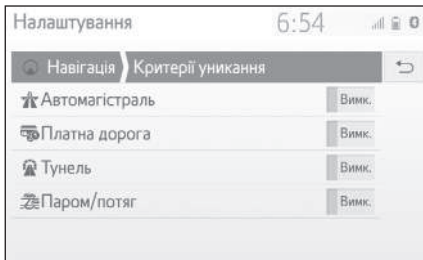 Налаштування 6:54 0
Навігація Критерії уникання
Автомагістраль Вимк.
Платна дорога Вимк.
Тунель Вимк.
Паром/потяг Вимк.